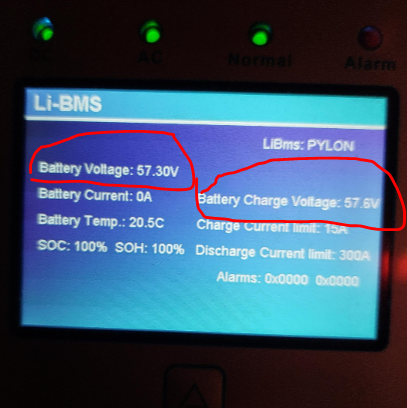 DC AC Normal Alarm
Li-BMS
LiBms: PYLON
Battery Voltage: 57.30V
Battery Charge Voltage: 57.6V
Battery Current: 0A
Charge Current limit: 15A
Battery Temp.: 20.5C
SOC: 100% SOH: 100%
Discharge Current limit: 300A
Alarms: 0x0000 0x0000